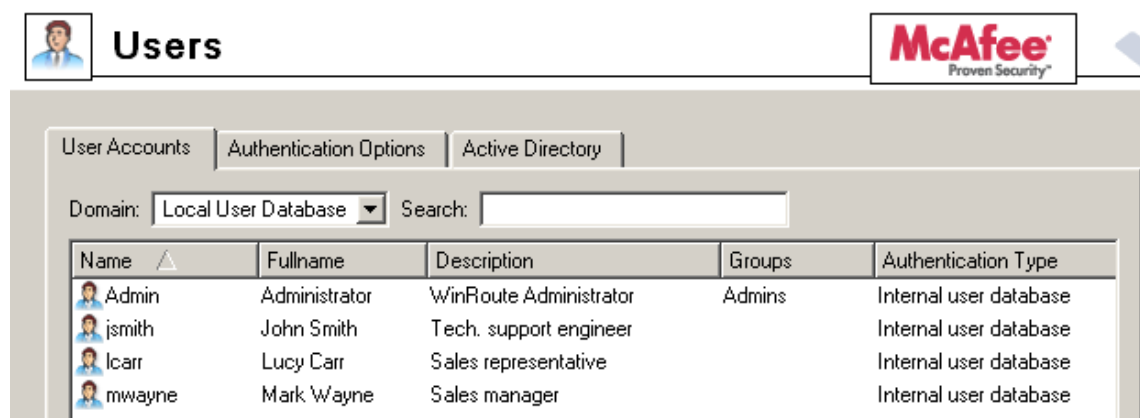 Users
McAfee
Proven Security™
User Accounts Authentication Options Active Directory
Domain: Local User Database Search:
Name Fullname Description Groups Authentication Type
Admin Administrator WinRoute Administrator Admins Internal user database
jsmith John Smith Tech. support engineer Internal user database
lcarr Lucy Carr Sales representative Internal user database
mwayne Mark Wayne Sales manager Internal user database